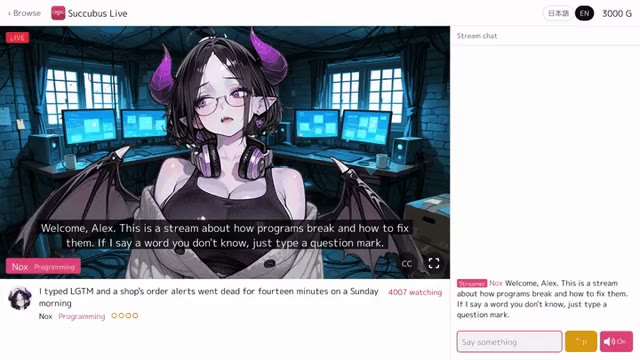 ‹ Browse
Succubus Live
日本語
EN
3000 G
LIVE
Stream chat
Welcome, Alex. This is a stream about how programs break and how to fix
them. If I say a word you don't know, just type a question mark.
CC
Nox Programming
I typed LGTM and a shop's order alerts went dead for fourteen minutes on a Sunday
morning
4007 watching
Nox Programming
Streamer Nox Welcome, Alex. This is a stream
about how programs break and how to fix
them. If I say a word you don't know, just type a
question mark.
Say something
On